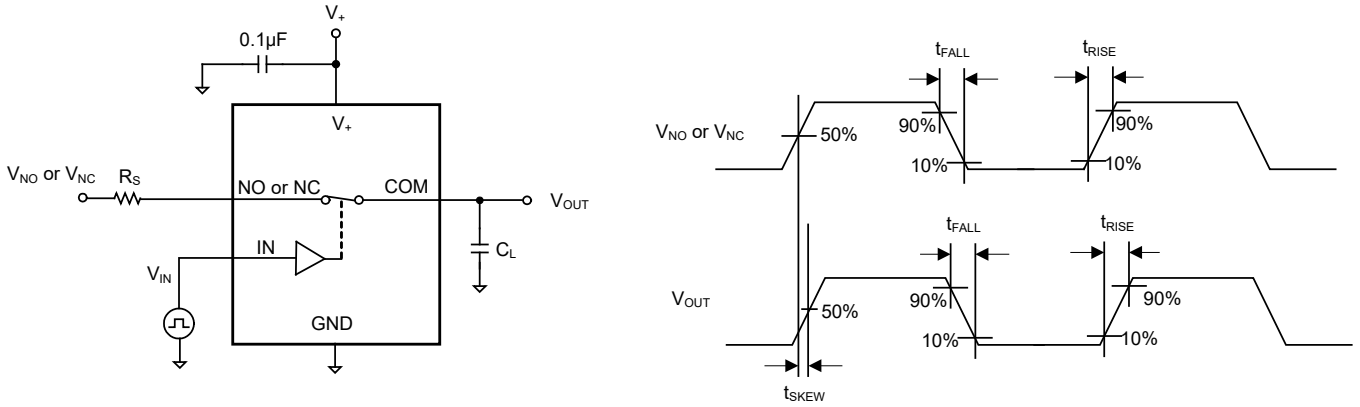 V+
0.1µF
V+
VNO or VNC
RS
NO or NC
COM
VOUT
IN
CL
VIN
GND
tFALL
tRISE
VNO or VNC
50%
90%
90%
10%
10%
tFALL
tRISE
VOUT
50%
90%
90%
10%
10%
tSKEW